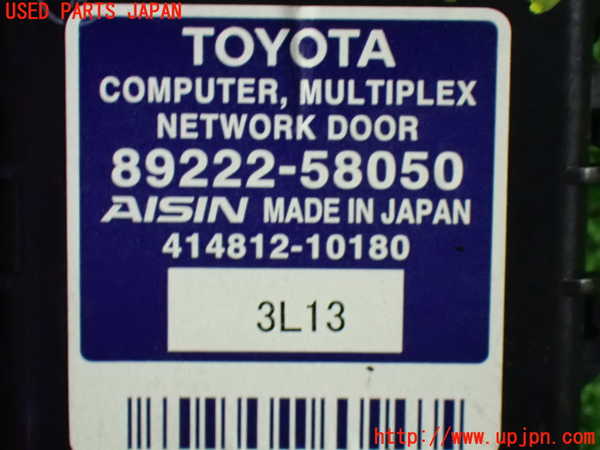 USED PARTS JAPAN
TOYOTA
COMPUTER, MULTIPLEX
NETWORK DOOR
89222-58050
AISIN MADE IN JAPAN
414812-10180
3L13
http://www.upjpn.com/